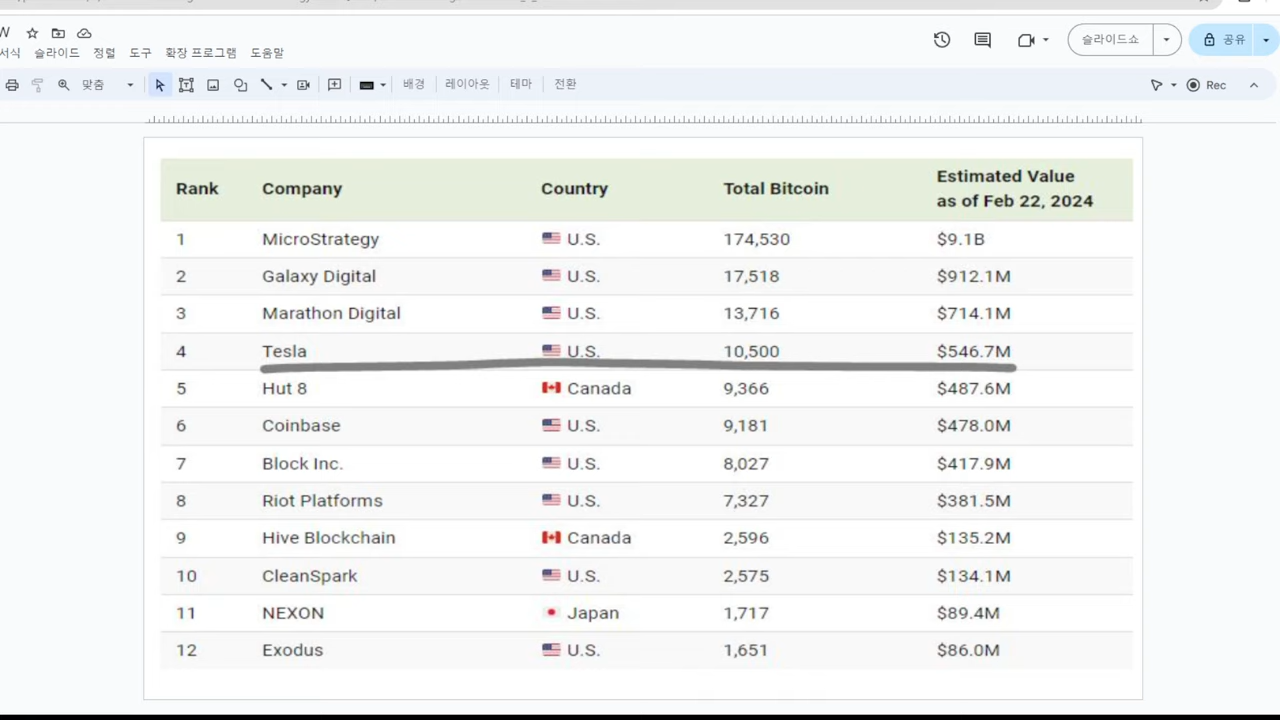 서식 슬라이드 정렬 도구 확장 프로그램 도움말
슬라이드쇼
공유
맞춤
배경 레이아웃 테마 전환
Rec
Rank Company Country Total Bitcoin Estimated Value as of Feb 22, 2024
1 MicroStrategy U.S. 174,530 $9.1B
2 Galaxy Digital U.S. 17,518 $912.1M
3 Marathon Digital U.S. 13,716 $714.1M
4 Tesla U.S. 10,500 $546.7M
5 Hut 8 Canada 9,366 $487.6M
6 Coinbase U.S. 9,181 $478.0M
7 Block Inc. U.S. 8,027 $417.9M
8 Riot Platforms U.S. 7,327 $381.5M
9 Hive Blockchain Canada 2,596 $135.2M
10 CleanSpark U.S. 2,575 $134.1M
11 NEXON Japan 1,717 $89.4M
12 Exodus U.S. 1,651 $86.0M